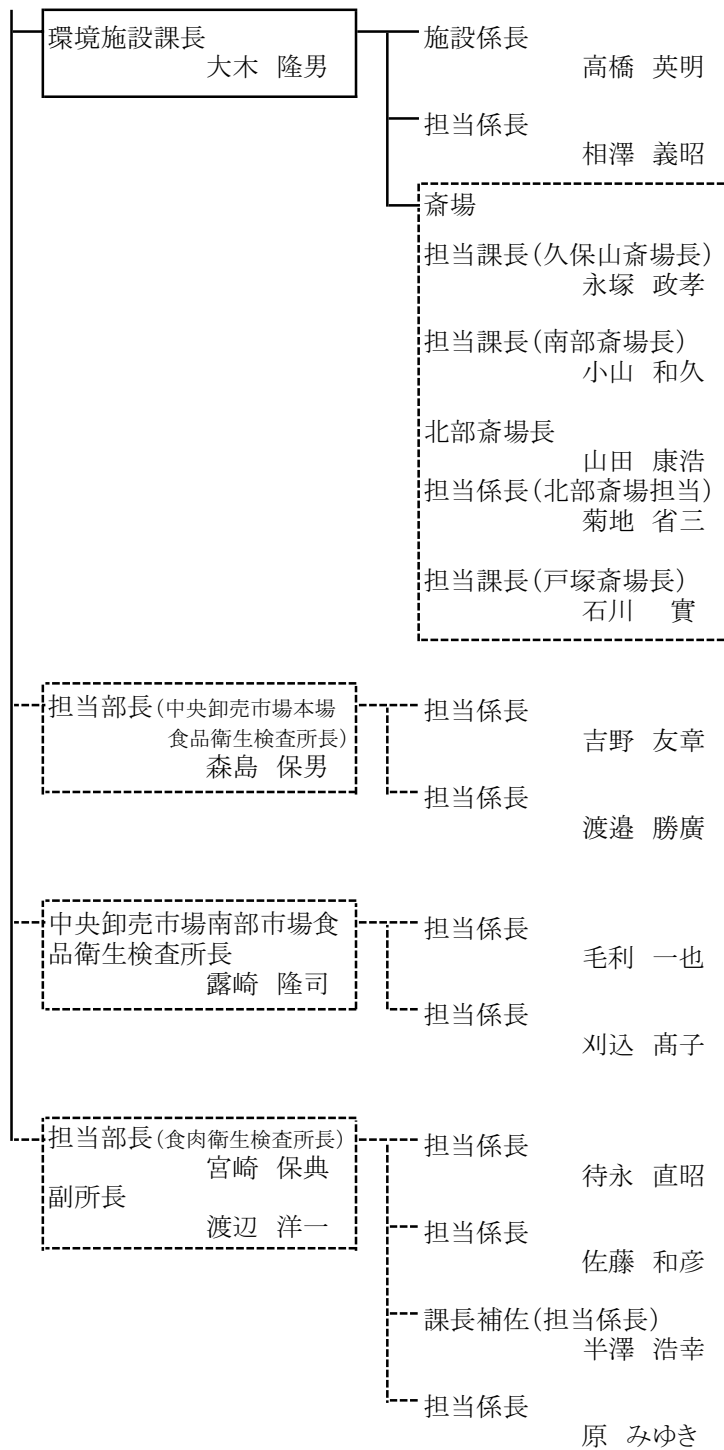 環境施設課長
大木 隆男
施設係長
高橋 英明
担当係長
相澤 義昭
斎場
担当課長(久保山斎場長)
永塚 政孝
担当課長(南部斎場長)
小山 和久
北部斎場長
山田 康浩
担当係長(北部斎場担当)
菊地 省三
担当課長(戸塚斎場長)
石川 實
担当部長(中央卸売市場本場
食品衛生検査所長)
森島 保男
担当係長
吉野 友章
担当係長
渡邉 勝廣
中央卸売市場南部市場食
品衛生検査所長
露崎 隆司
担当係長
毛利 一也
担当係長
刈込 髙子
担当部長(食肉衛生検査所長)
宮崎 保典
副所長
渡辺 洋一
担当係長
待永 直昭
担当係長
佐藤 和彦
課長補佐(担当係長)
半澤 浩幸
担当係長
原 みゆき